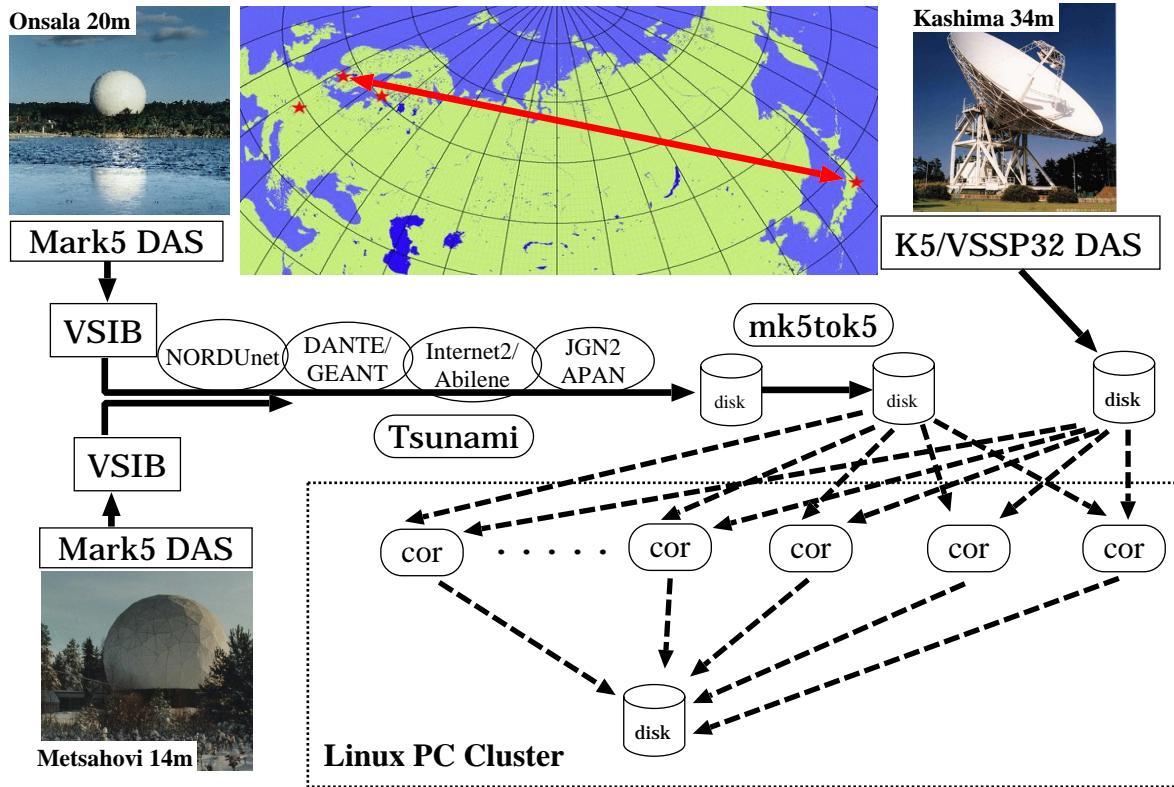 Onsala 20m
Kashima 34m
Mark5 DAS
K5/VSSP32 DAS
VSIB
NORDUnet
DANTE/
GEANT
Internet2/
Abilene
JGN2
APAN
mk5tok5
disk
disk
disk
Tsunami
VSIB
Mark5 DAS
cor
. . . . . .
cor
cor
cor
cor
disk
Linux PC Cluster
Metsahovi 14m